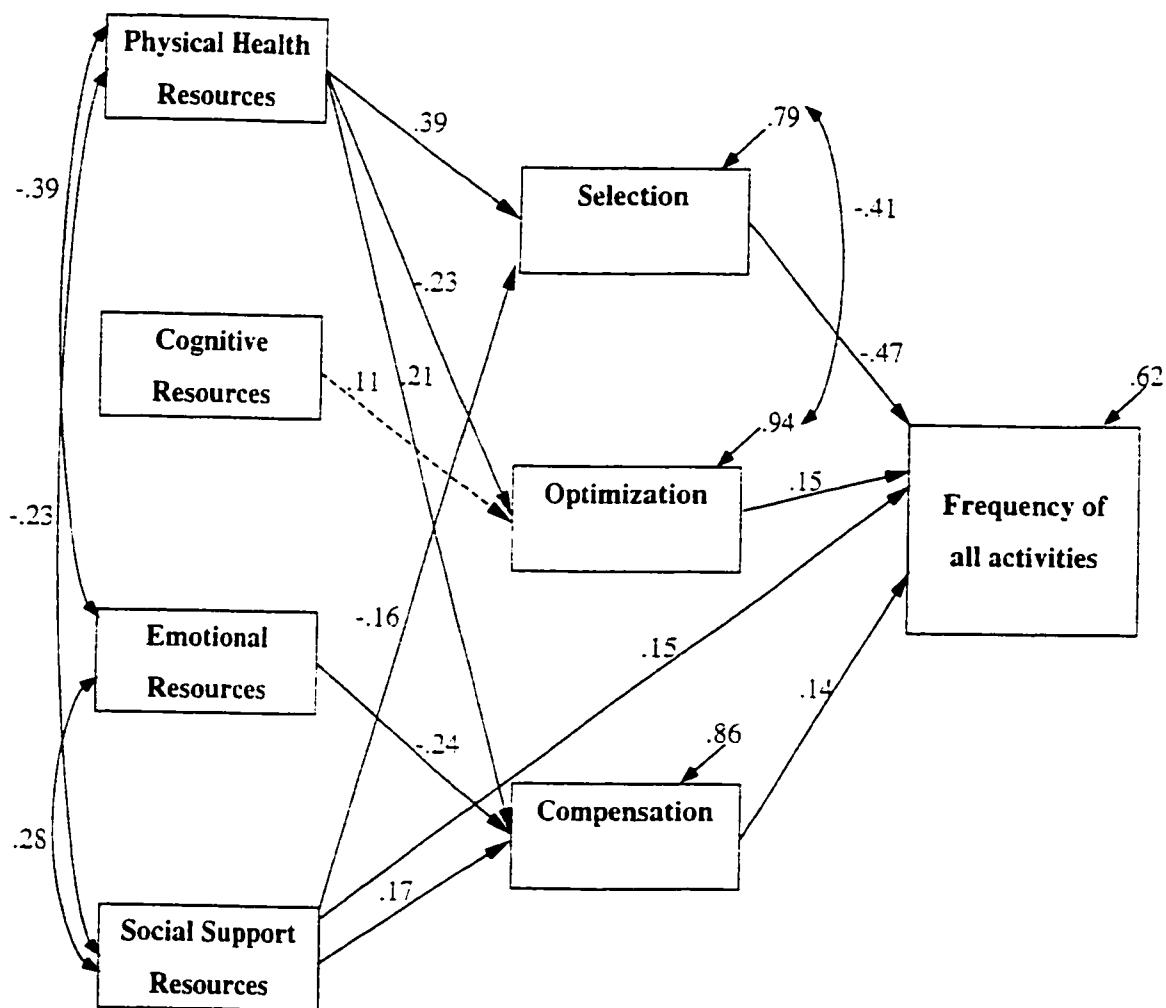 Physical Health
Resources
.39
.79
-.39
Selection
-.41
-.23
Cognitive
Resources
.11
.21
-.47
.62
.94
-.23
Optimization
.15
Frequency of
all activities
Emotional
Resources
-.16
.15
.14
-.24
.86
Compensation
.28
.17
Social Support
Resources